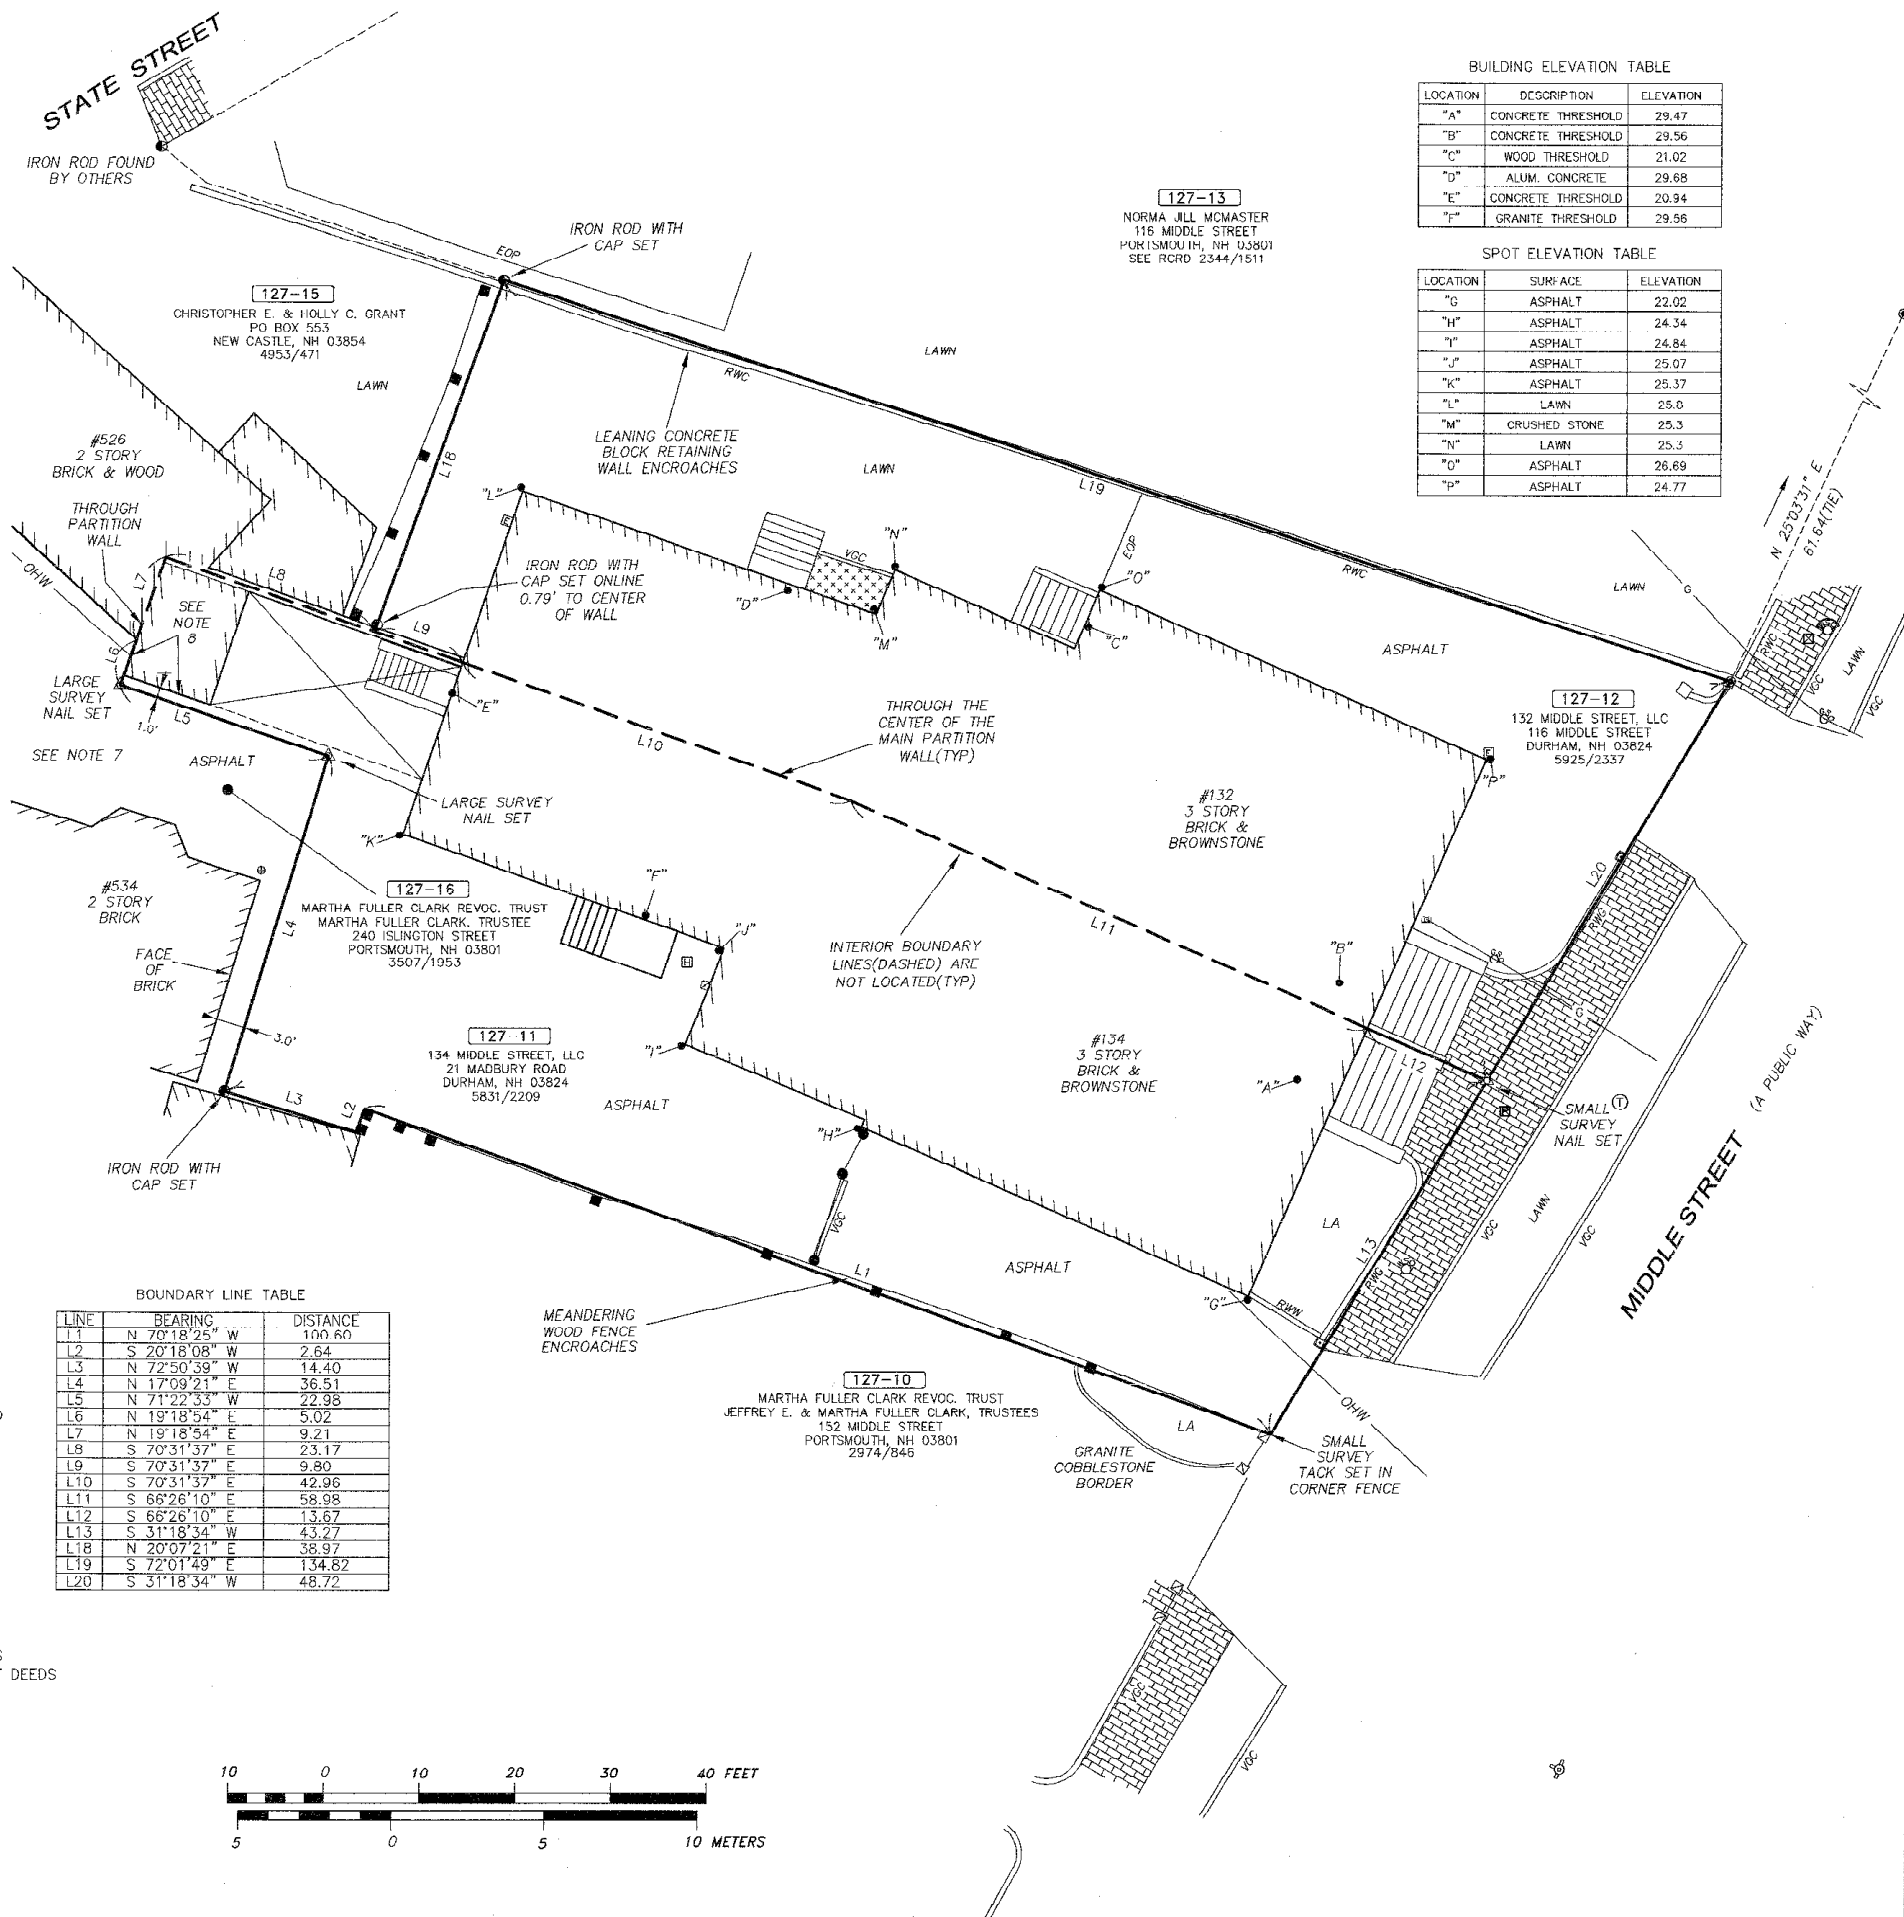 STATE STREET
IRON ROD FOUND
BY OTHERS
BUILDING ELEVATION TABLE
LOCATION DESCRIPTION ELEVATION
"A" CONCRETE THRESHOLD 29.47
"B" CONCRETE THRESHOLD 29.56
"C" WOOD THRESHOLD 21.02
"D" ALUM. CONCRETE 29.68
"E" CONCRETE THRESHOLD 20.94
"F" GRANITE THRESHOLD 29.56
SPOT ELEVATION TABLE
LOCATION SURFACE ELEVATION
"G ASPHALT 22.02
"H" ASPHALT 24.34
"I" ASPHALT 24.84
"J" ASPHALT 25.07
"K" ASPHALT 25.37
"L" LAWN 25.0
"M" CRUSHED STONE 25.3
"N" LAWN 25.3
"O" ASPHALT 26.69
"P" ASPHALT 24.77
127-13
NORMA JILL MCMASTER
116 MIDDLE STREET
PORTSMOUTH, NH 03801
SEE RCRD 2344/1511
IRON ROD WITH
CAP SET
EOP
127-15
CHRISTOPHER E. & HOLLY C. GRANT
PO BOX 553
NEW CASTLE, NH 03854
4953/471
LAWN
LAWN
RWC
LEANING CONCRETE
BLOCK RETAINING
WALL ENCROACHES
LAWN
L18
L19
#526
2 STORY
BRICK & WOOD
THROUGH
PARTITION
WALL
OHW
L7
L8
SEE
NOTE
8
L6
L9
"L"
IRON ROD WITH
CAP SET ONLINE
0.79' TO CENTER
OF WALL
VGC
"N"
"D"
"M"
EOP
"O"
"C"
RWC
LAWN
G
N 25°03'31" E
61.64(TIE)
ASPHALT
RWC
VGC
LAWN
VGC
LARGE
SURVEY
NAIL SET
L5
1.0'
SEE NOTE 7
ASPHALT
"E"
L10
THROUGH THE
CENTER OF THE
MAIN PARTITION
WALL(TYP)
127-12
132 MIDDLE STREET, LLC
116 MIDDLE STREET
DURHAM, NH 03824
5925/2337
E
"P"
LARGE SURVEY
NAIL SET
"K"
#132
3 STORY
BRICK &
BROWNSTONE
L20
RWG
#534
2 STORY
BRICK
L4
127-16
MARTHA FULLER CLARK REVOC. TRUST
MARTHA FULLER CLARK. TRUSTEE
240 ISLINGTON STREET
PORTSMOUTH, NH 03801
3507/1953
"F"
"J"
H
L11
INTERIOR BOUNDARY
LINES(DASHED) ARE
NOT LOCATED(TYP)
"B"
G
FACE
OF
BRICK
3.0'
127-11
134 MIDDLE STREET, LLC
21 MADBURY ROAD
DURHAM, NH 03824
5831/2209
"I"
#134
3 STORY
BRICK &
BROWNSTONE
"A"
L12
SMALL
SURVEY
NAIL SET
T
MIDDLE STREET
(A PUBLIC WAY)
L3
L2
ASPHALT
"H"
IRON ROD WITH
CAP SET
VGC
LA
L13
RWG
VGC
LAWN
VGC
L1
ASPHALT
"G"
RWW
OHW
MEANDERING
WOOD FENCE
ENCROACHES
127-10
MARTHA FULLER CLARK REVOC. TRUST
JEFFREY E. & MARTHA FULLER CLARK, TRUSTEES
152 MIDDLE STREET
PORTSMOUTH, NH 03801
2974/846
LA
GRANITE
COBBLESTONE
BORDER
SMALL
SURVEY
TACK SET IN
CORNER FENCE
BOUNDARY LINE TABLE
LINE BEARING DISTANCE
L1 N 70°18'25" W 100.60
L2 S 20°18'08" W 2.64
L3 N 72°50'39" W 14.40
L4 N 17°09'21" E 36.51
L5 N 71°22'33" W 22.98
L6 N 19°18'54" E 5.02
L7 N 19°18'54" E 9.21
L8 S 70°31'37" E 23.17
L9 S 70°31'37" E 9.80
L10 S 70°31'37" E 42.96
L11 S 66°26'10" E 58.98
L12 S 66°26'10" E 13.67
L13 S 31°18'34" W 43.27
L18 N 20°07'21" E 38.97
L19 S 72°01'49" E 134.82
L20 S 31°18'34" W 48.72
DEEDS
VGC
VGC
10 0 10 20 30 40 FEET
5 0 5 10 METERS